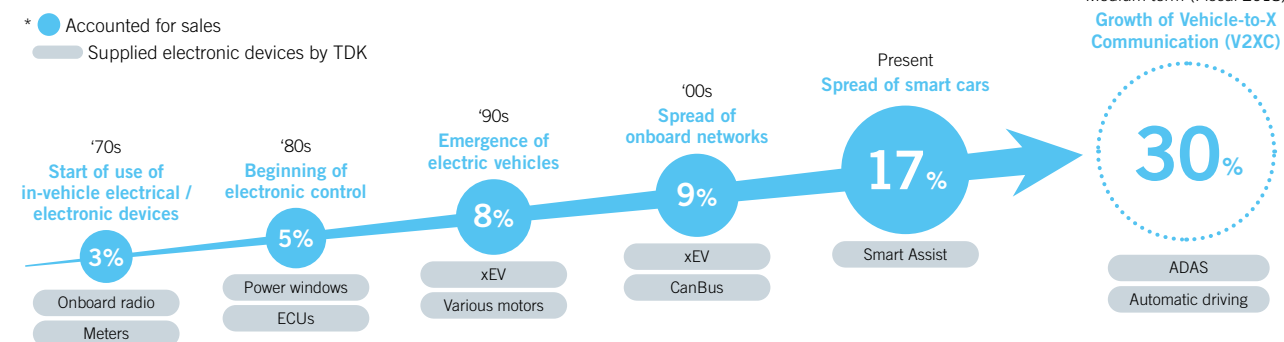 * Accounted for sales
Supplied electronic devices by TDK
‘70s
Start of use of
in-vehicle electrical /
electronic devices
3%
Onboard radio
Meters
‘80s
Beginning of
electronic control
5%
Power windows
ECUs
‘90s
Emergence of
electric vehicles
8%
xEV
Various motors
‘00s
Spread of
onboard networks
9%
xEV
CanBus
Present
Spread of smart cars
17%
Smart Assist
Growth of Vehicle-to-X
Communication (V2XC)
30%
ADAS
Automatic driving